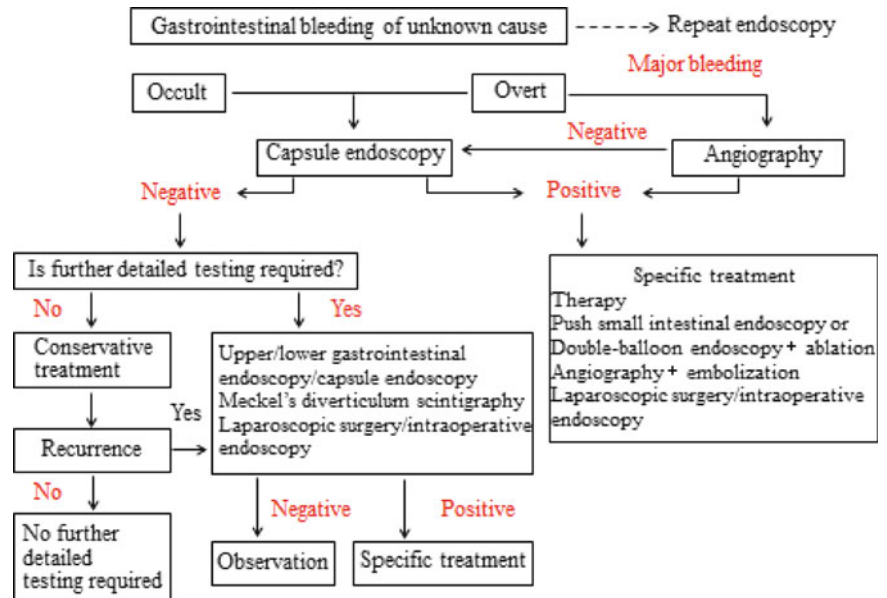 Gastrointestinal bleeding of unknown cause
Repeat endoscopy
Major bleeding
Occult
Overt
Negative
Capsule endoscopy
Angiography
Negative
Positive
Is further detailed testing required?
Specific treatment
Therapy
Push small intestinal endoscopy or
Double-balloon endoscopy + ablation
Angiography + embolization
Laparoscopic surgery/intraoperative
endoscopy
No
Yes
Conservative
treatment
Upper/lower gastrointestinal
endoscopy/capsule endoscopy
Meckel's diverticulum scintigraphy
Laparoscopic surgery/intraoperative
endoscopy
Yes
Recurrence
No
Negative
Positive
No further
detailed
testing required
Observation
Specific treatment